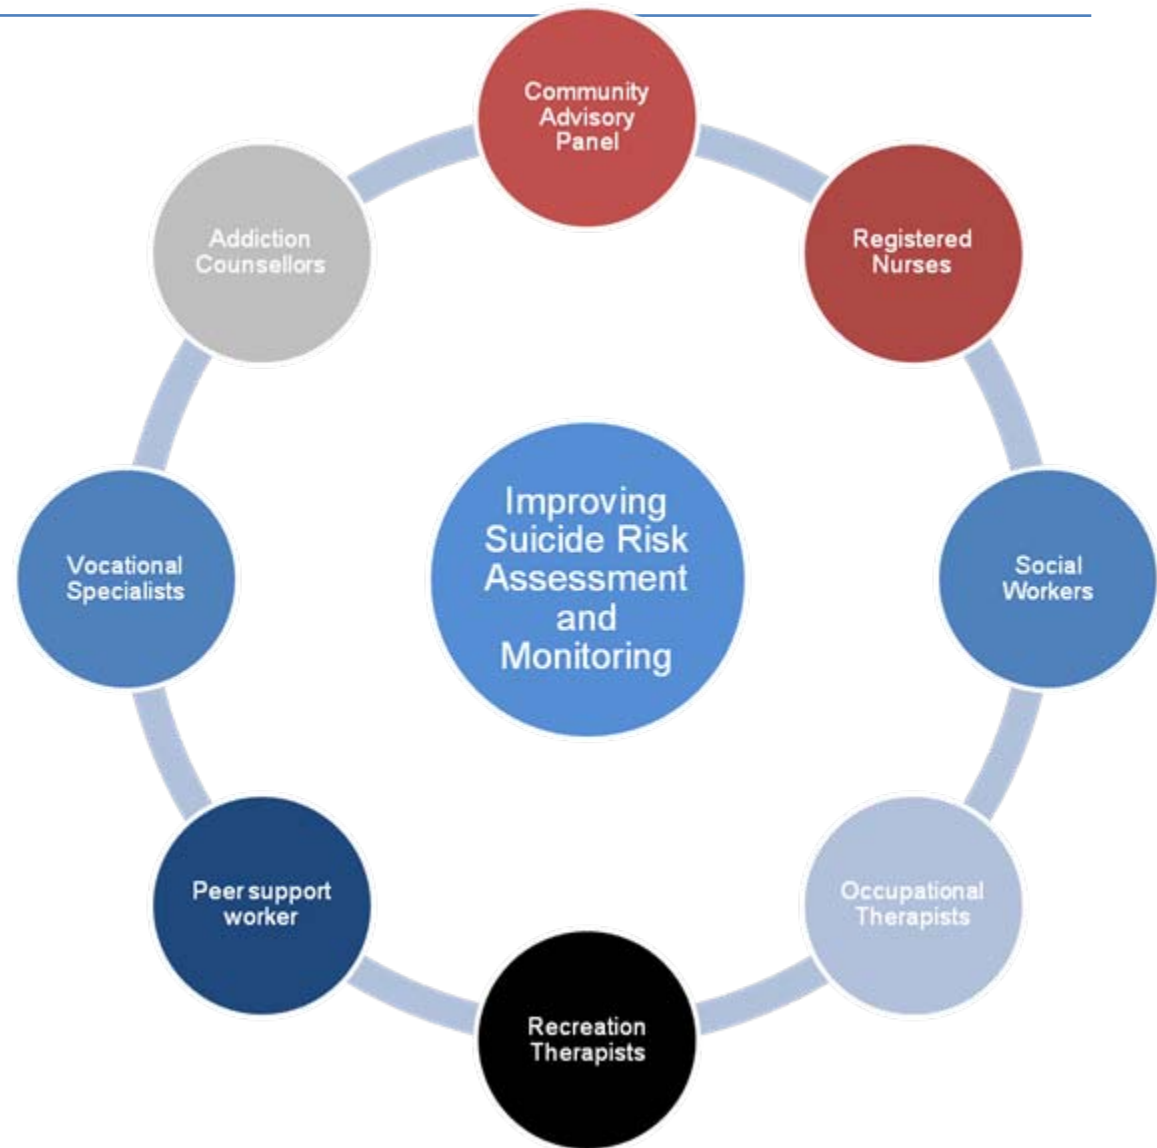 Community
Advisory
Panel
Registered
Nurses
Social
Workers
Occupational
Therapists
Recreation
Therapists
Peer support
worker
Vocational
Specialists
Addiction
Counsellors
Improving
Suicide Risk
Assessment
and
Monitoring